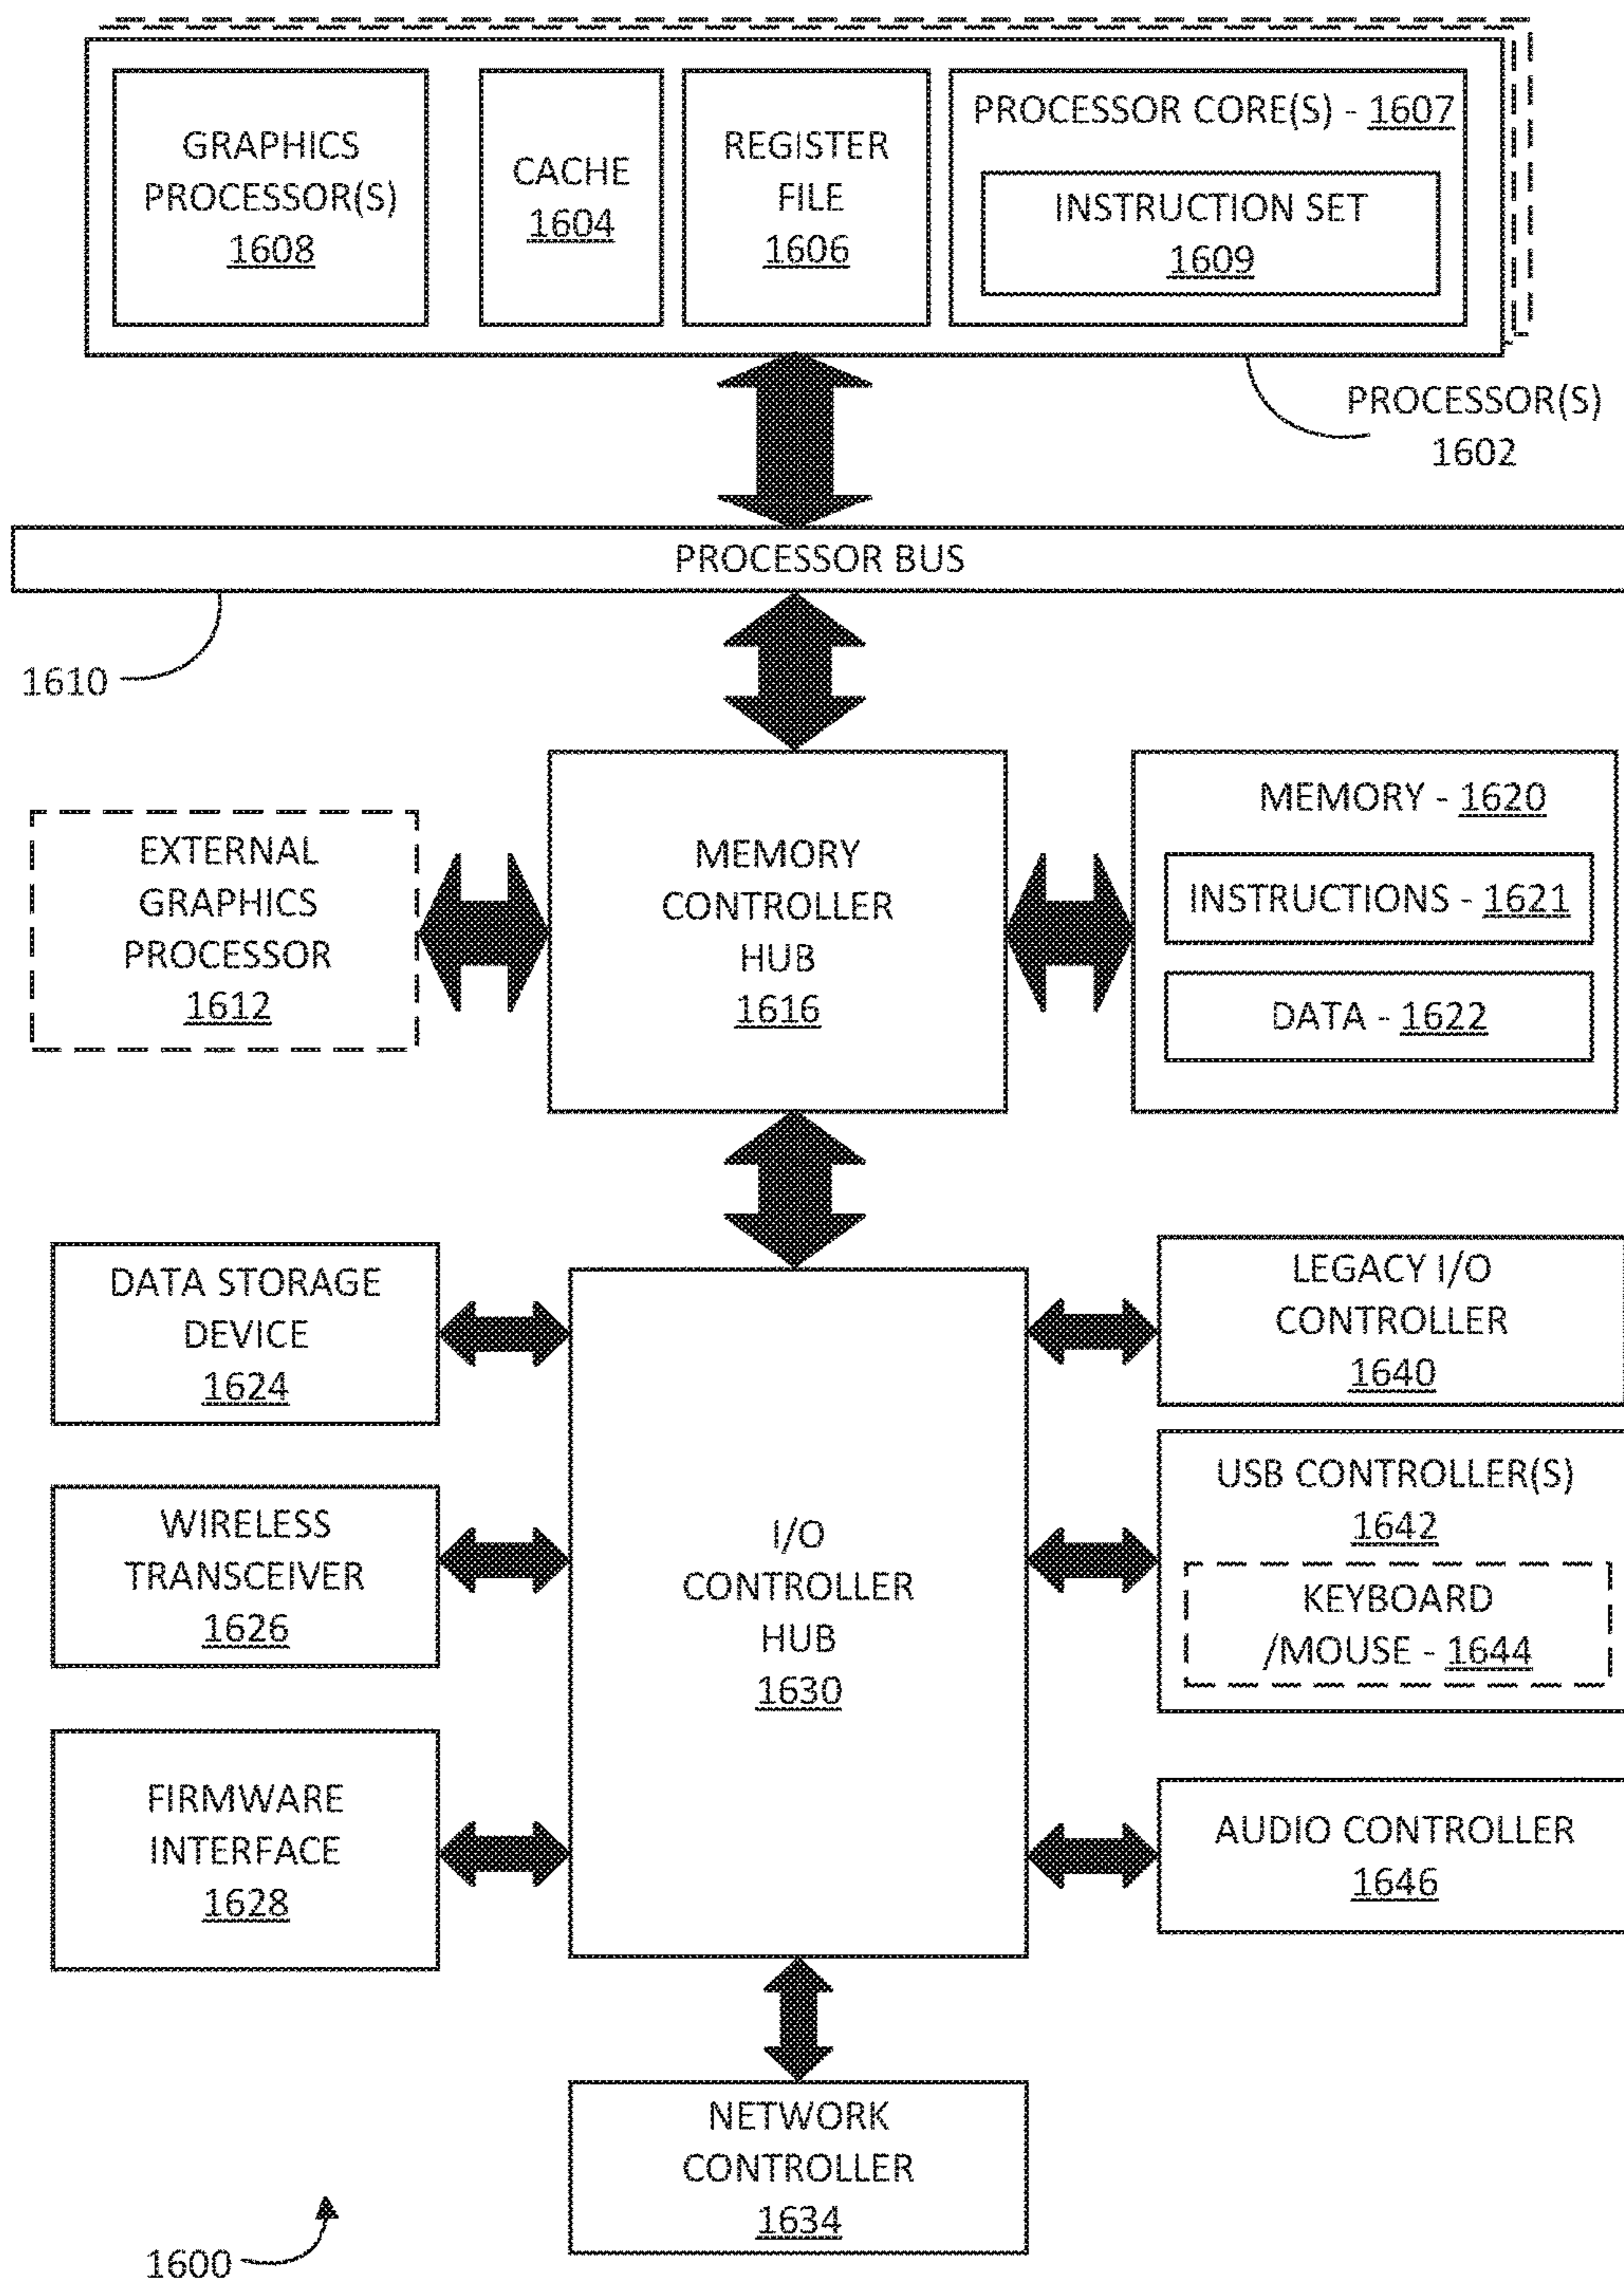 GRAPHICS
PROCESSOR(S)
1608
CACHE
1604
REGISTER
FILE
1606
PROCESSOR CORE(S) - 1607
INSTRUCTION SET
1609
PROCESSOR(S)
1602
PROCESSOR BUS
1610
EXTERNAL
GRAPHICS
PROCESSOR
1612
MEMORY
CONTROLLER
HUB
1616
MEMORY - 1620
INSTRUCTIONS - 1621
DATA - 1622
DATA STORAGE
DEVICE
1624
WIRELESS
TRANSCEIVER
1626
FIRMWARE
INTERFACE
1628
I/O
CONTROLLER
HUB
1630
LEGACY I/O
CONTROLLER
1640
USB CONTROLLER(S)
1642
KEYBOARD
/MOUSE - 1644
AUDIO CONTROLLER
1646
NETWORK
CONTROLLER
1634
1600